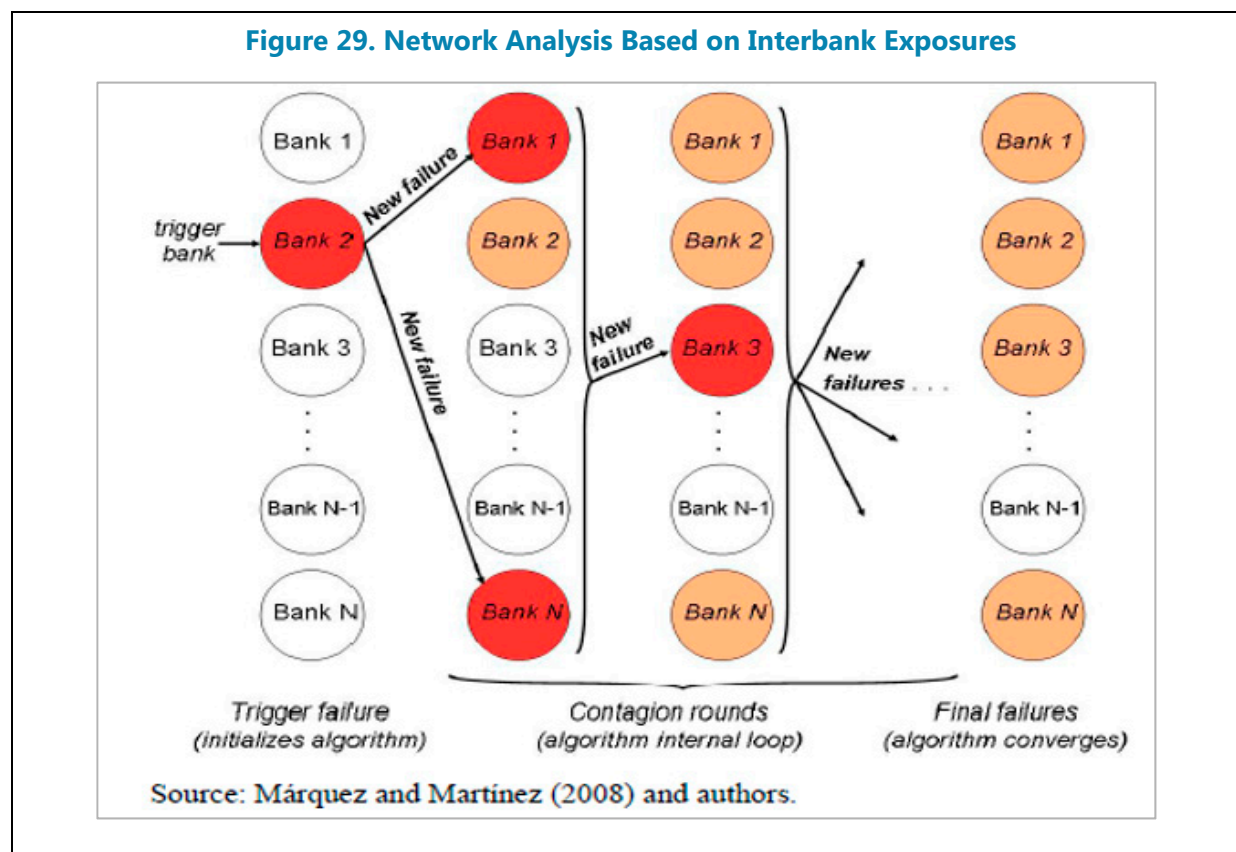 Figure 29. Network Analysis Based on Interbank Exposures
Bank 1
Bank 1
Bank 1
Bank 1
New failure
trigger
bank
Bank 2
Bank 2
Bank 2
Bank 2
New failure
Bank 3
Bank 3
New
failure
Bank 3
New
failures . . .
Bank 3
Bank N-1
Bank N-1
Bank N-1
Bank N-1
Bank N
Bank N
Bank N
Bank N
Trigger failure
(initializes algorithm)
Contagion rounds
(algorithm internal loop)
Final failures
(algorithm converges)
Source: Márquez and Martínez (2008) and authors.